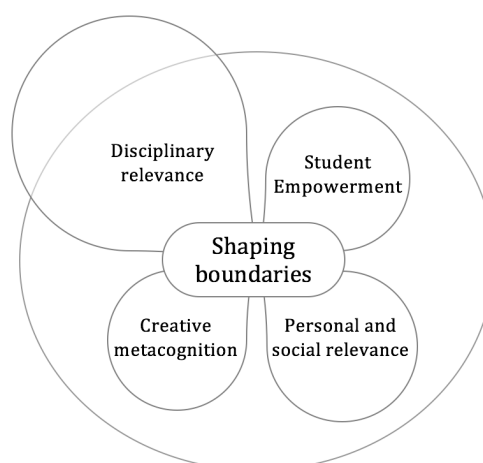 Disciplinary
relevance
Student
Empowerment
Shaping
boundaries
Creative
metacognition
Personal and
social relevance